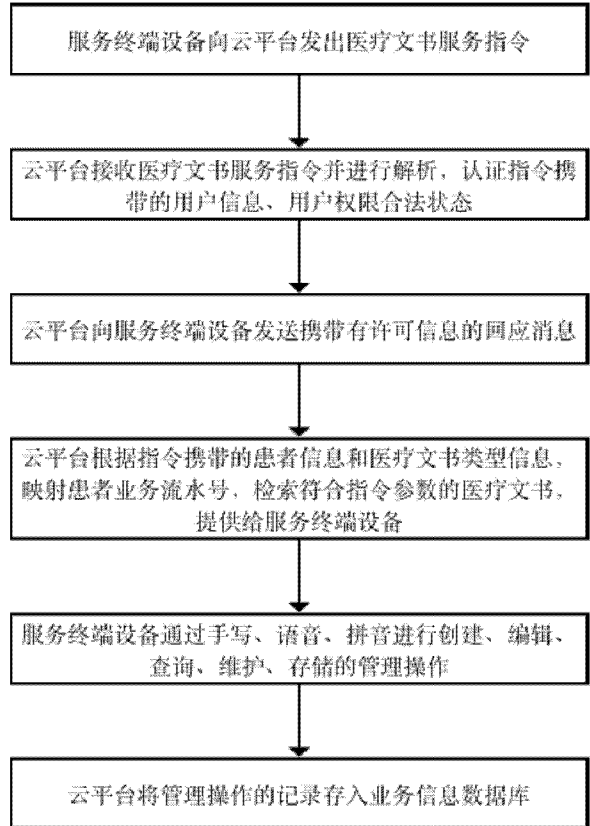 服务终端设备向云平台发出医疗文书服务指令
云平台接收医疗文书服务指令并进行解析，认证指令携
带的用户信息、用户权限合法状态
云平台向服务终端设备发送携带有许可信息的回应消息
云平台根据指令携带的患者信息和医疗文书类型信息，
映射患者业务流水号，检索符合指令参数的医疗文书，
提供给服务终端设备
服务终端设备通过手写、语音、拼音进行创建、编辑、
查询、维护、存储的管理操作
云平台将管理操作的记录存入业务信息数据库